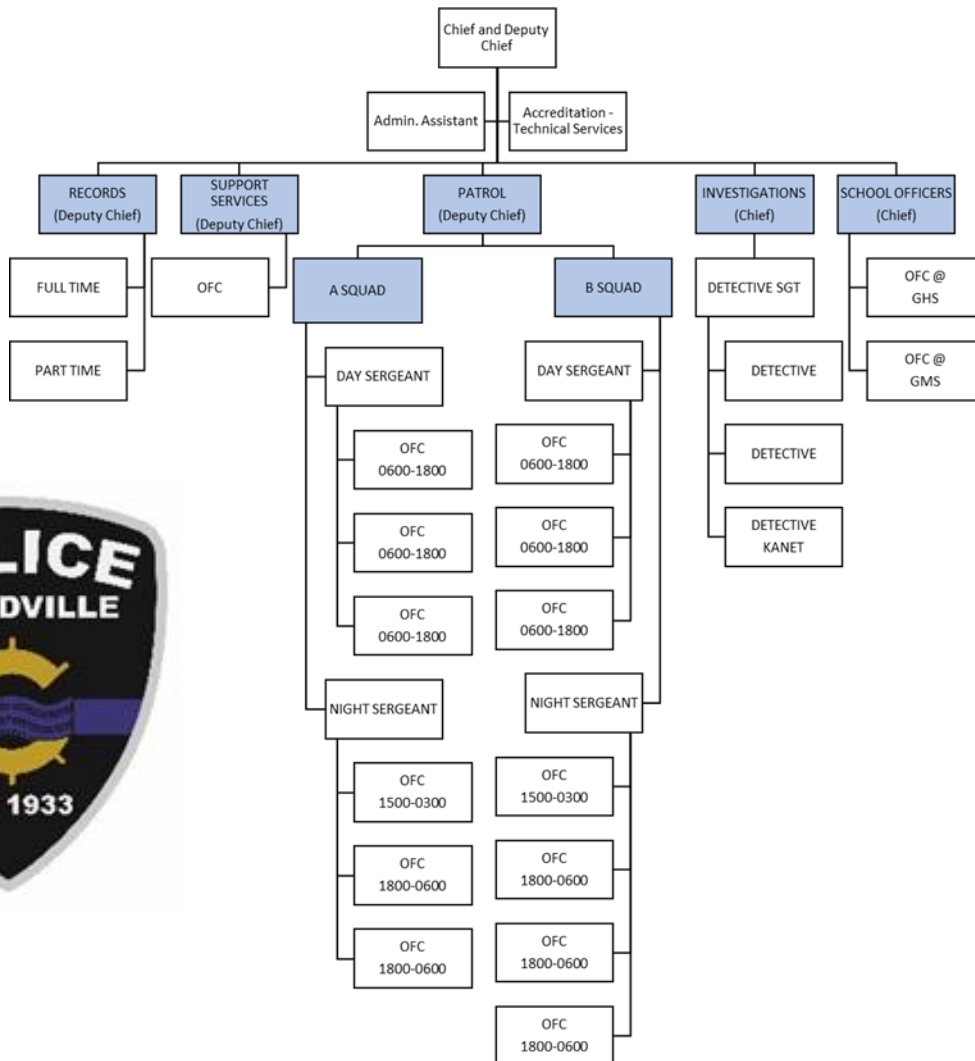 Chief and Deputy
Chief
Admin. Assistant
Accreditation -
Technical Services
RECORDS
(Deputy Chief)
SUPPORT
SERVICES
(Deputy Chief)
PATROL
(Deputy Chief)
INVESTIGATIONS
(Chief)
SCHOOL OFFICERS
(Chief)
FULL TIME
PART TIME
OFC
A SQUAD
DAY SERGEANT
OFC
0600-1800
OFC
0600-1800
OFC
0600-1800
NIGHT SERGEANT
OFC
1500-0300
OFC
1800-0600
OFC
1800-0600
B SQUAD
DAY SERGEANT
OFC
0600-1800
OFC
0600-1800
OFC
0600-1800
NIGHT SERGEANT
OFC
1500-0300
OFC
1800-0600
OFC
1800-0600
OFC
1800-0600
DETECTIVE SGT
DETECTIVE
DETECTIVE
DETECTIVE
KANET
OFC @
GHS
OFC @
GMS
LICE
DVILLE
1933